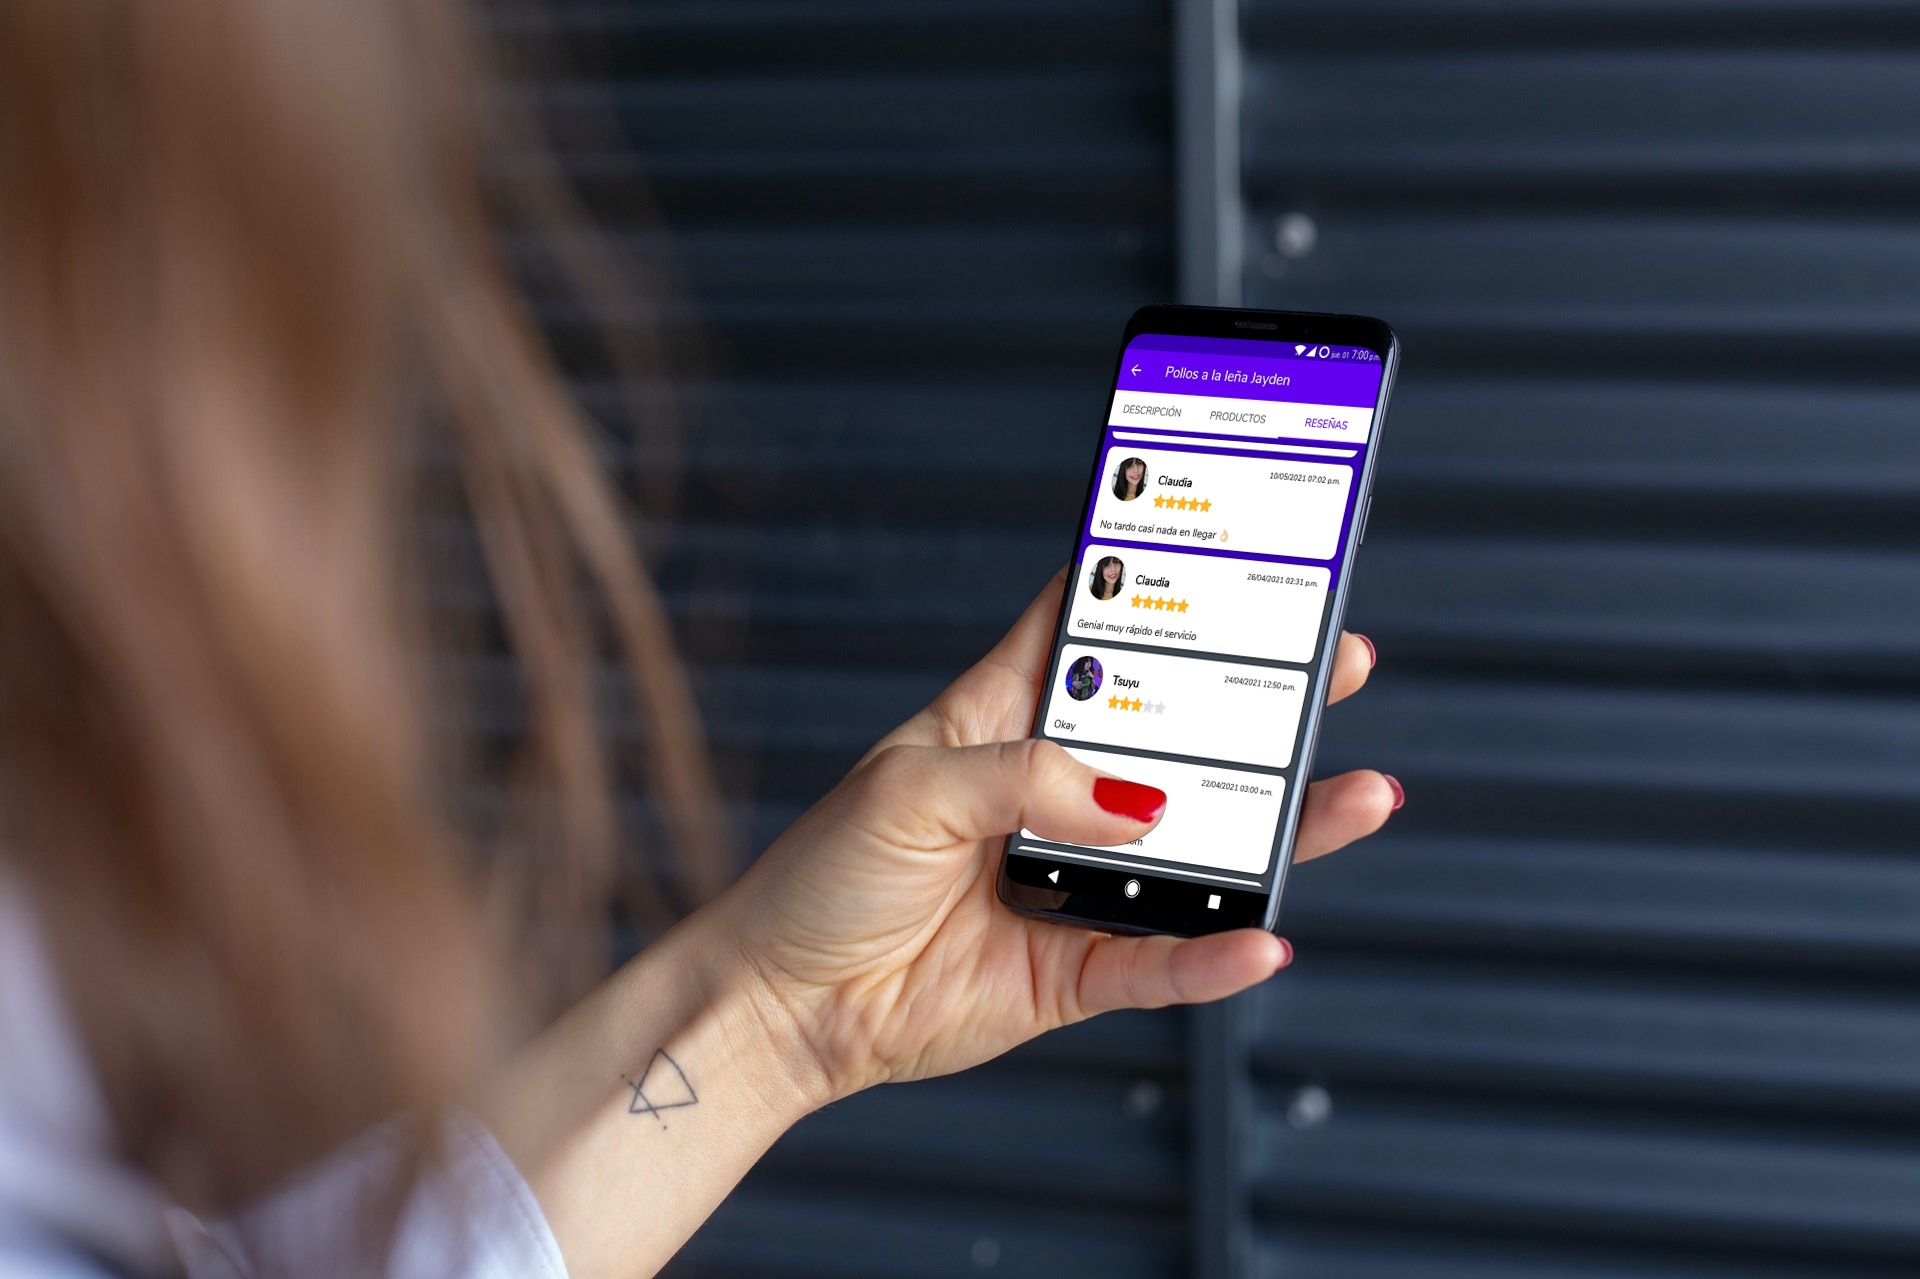 jue. 01 7:00 p.m.
Pollos a la leña Jayden
DESCRIPCIÓN PRODUCTOS RESEÑAS
Claudia 10/05/2021 07:02 p.m.
No tardo casi nada en llegar 👌🏻
Claudia 26/04/2021 02:31 p.m.
Genial muy rápido el servicio
Tsuyu 24/04/2021 12:50 p.m.
Okay
22/04/2021 03:00 a.m.